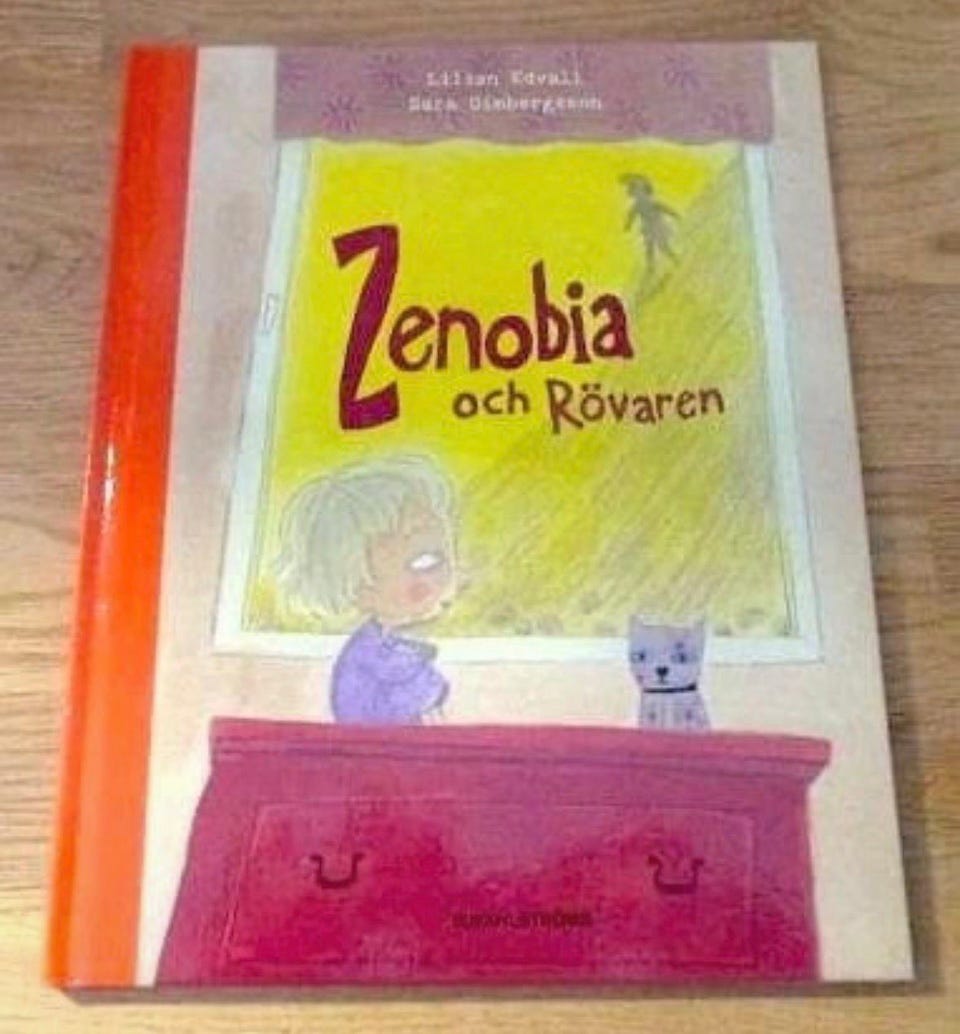 Lilian Edvall
Sara Gimbergsson
Zenobia
och Rövaren